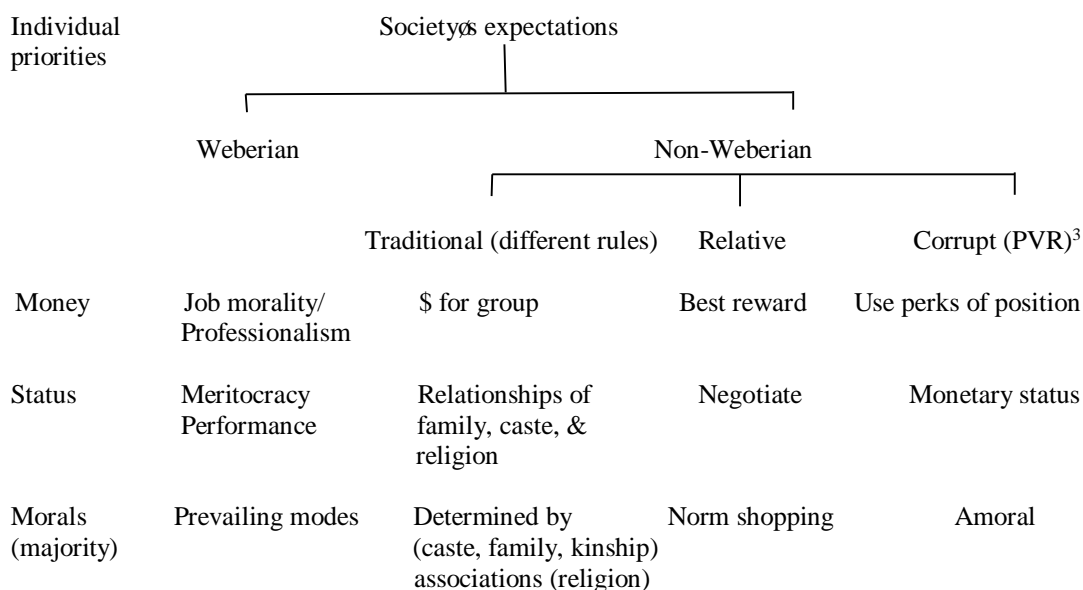 Individual priorities Societyøs expectations
Weberian Non-Weberian
Traditional (different rules) Relative Corrupt (PVR)3
Money Job morality/ $ for group Best reward Use perks of position
Professionalism
Status Meritocracy Relationships of Negotiate Monetary status
Performance family, caste, &
religion
Morals Prevailing modes Determined by Norm shopping Amoral
(majority) (caste, family, kinship)
associations (religion)